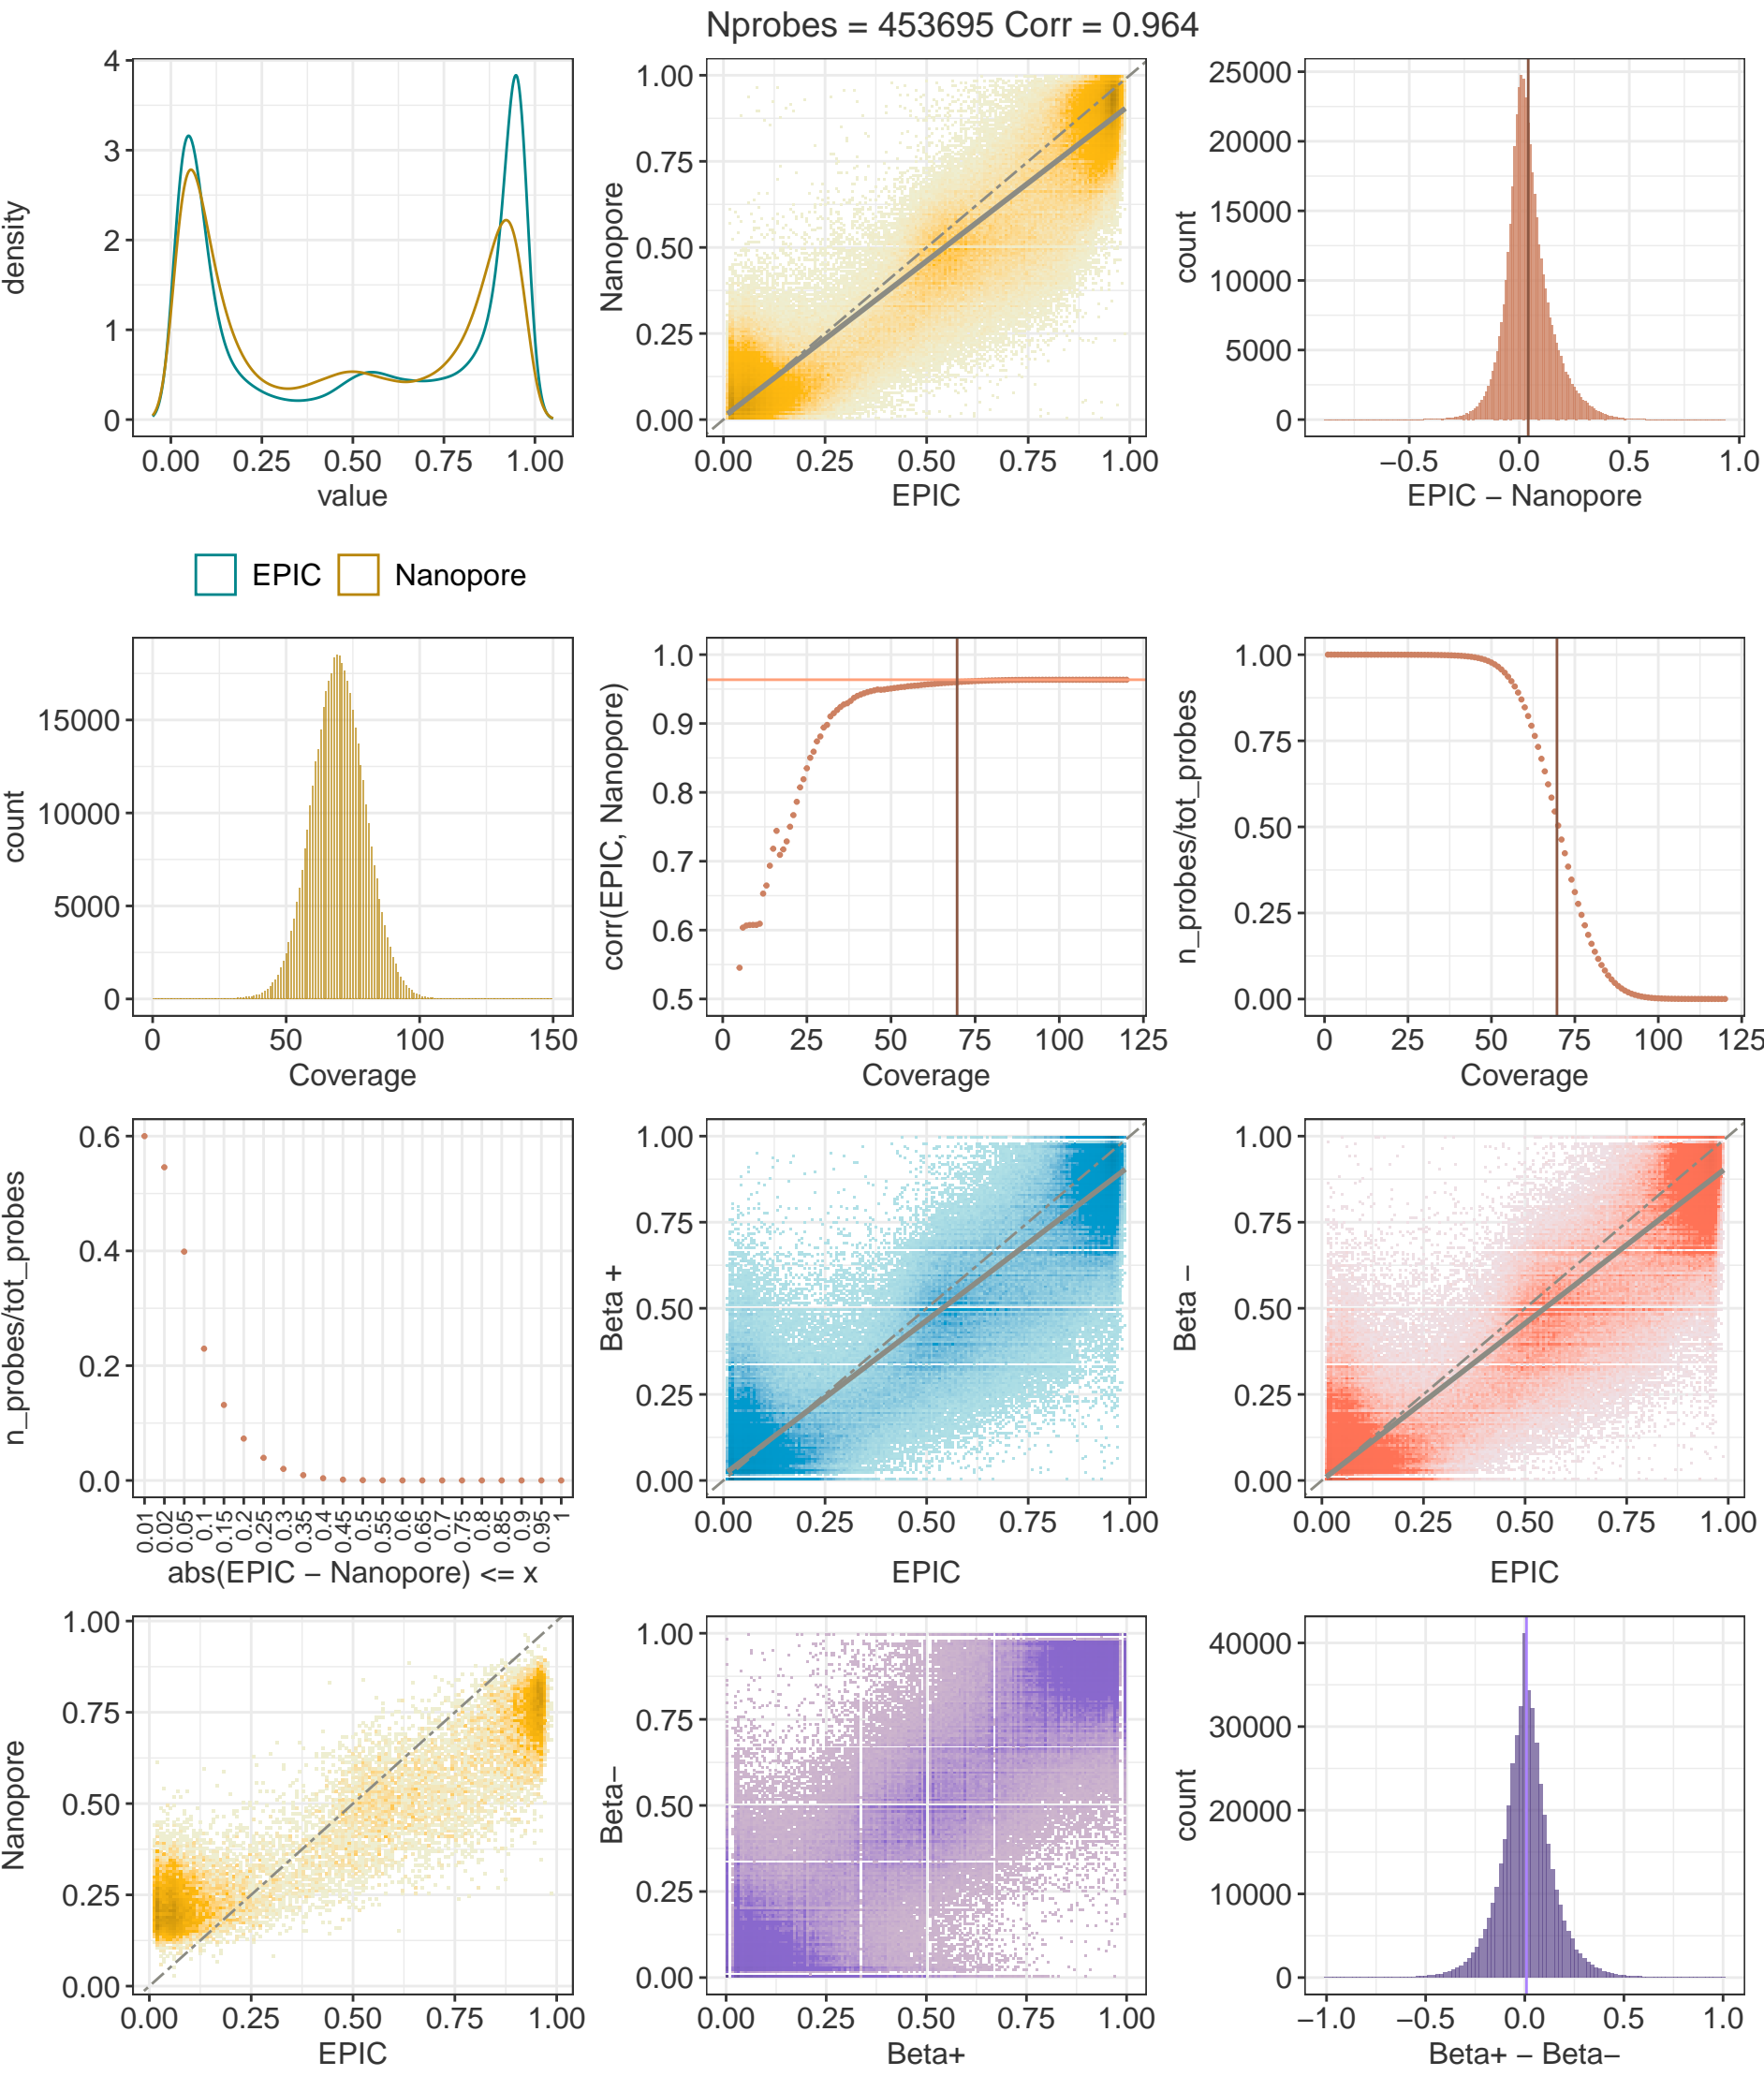 Nprobes = 453695 Corr = 0.964
density
4
3
2
1
0
0.00 0.25 0.50 0.75 1.00
value
EPIC Nanopore
Nanopore
1.00
0.75
0.50
0.25
0.00
0.00 0.25 0.50 0.75 1.00
EPIC
count
25000
20000
15000
10000
5000
0
−0.5 0.0 0.5 1.0
EPIC − Nanopore
count
15000
10000
5000
0
0 50 100 150
Coverage
corr(EPIC, Nanopore)
1.0
0.9
0.8
0.7
0.6
0.5
0 25 50 75 100 125
Coverage
n_probes/tot_probes
1.00
0.75
0.50
0.25
0.00
0 25 50 75 100 125
Coverage
n_probes/tot_probes
0.6
0.4
0.2
0.0
0.01 0.02 0.05 0.1 0.15 0.2 0.25 0.3 0.35 0.4 0.45 0.5 0.55 0.6 0.65 0.7 0.75 0.8 0.85 0.9 0.95 1
abs(EPIC − Nanopore) <= x
Beta +
1.00
0.75
0.50
0.25
0.00
0.00 0.25 0.50 0.75 1.00
EPIC
Beta −
1.00
0.75
0.50
0.25
0.00
0.00 0.25 0.50 0.75 1.00
EPIC
Nanopore
1.00
0.75
0.50
0.25
0.00
0.00 0.25 0.50 0.75 1.00
EPIC
Beta−
1.00
0.75
0.50
0.25
0.00
0.00 0.25 0.50 0.75 1.00
Beta+
count
40000
30000
20000
10000
0
−1.0 −0.5 0.0 0.5 1.0
Beta+ − Beta−